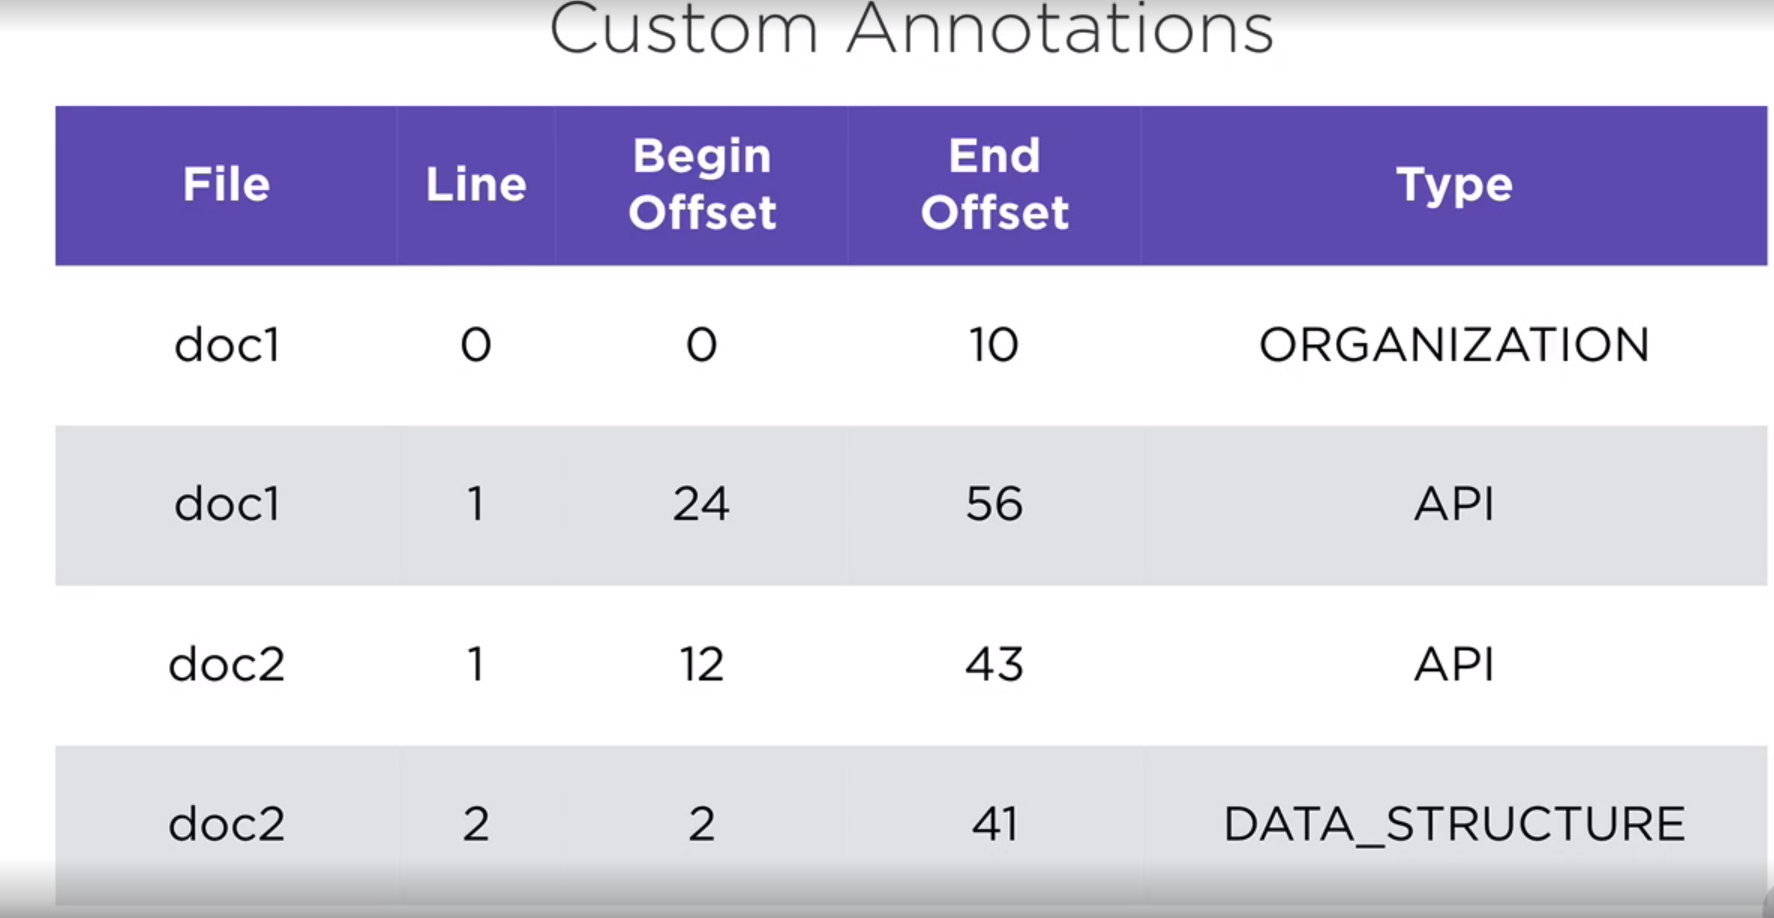 Custom Annotations
File Line Begin Offset End Offset Type
doc1 0 0 10 ORGANIZATION
doc1 1 24 56 API
doc2 1 12 43 API
doc2 2 2 41 DATA_STRUCTURE